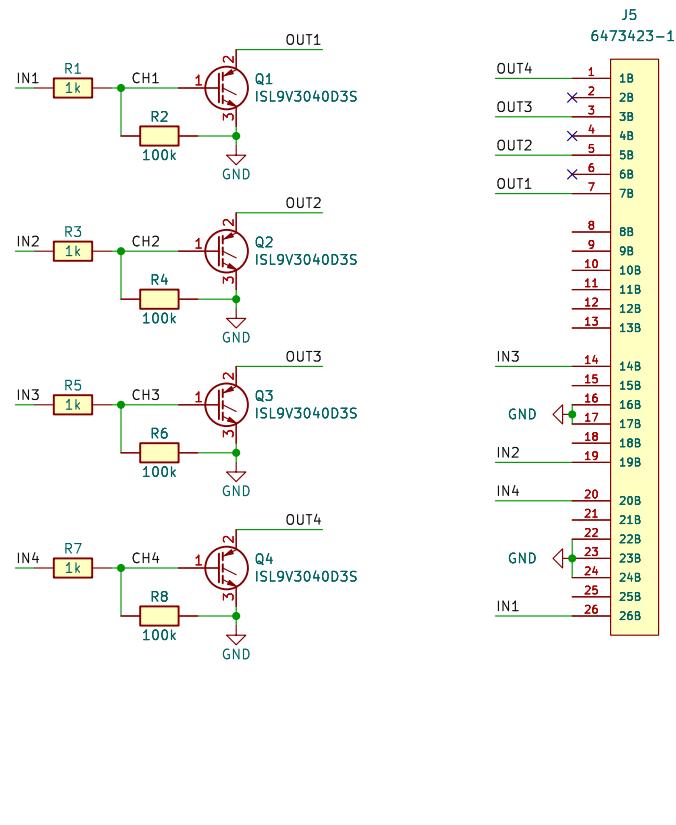 J5
6473423-1
OUT1
R1
IN1
1k
CH1
1
2
3
Q1
ISL9V3040D3S
R2
100k
GND
OUT2
R3
IN2
1k
CH2
1
2
3
Q2
ISL9V3040D3S
R4
100k
GND
OUT3
R5
IN3
1k
CH3
1
2
3
Q3
ISL9V3040D3S
R6
100k
GND
OUT4
R7
IN4
1k
CH4
1
2
3
Q4
ISL9V3040D3S
R8
100k
GND
OUT4 1 1B
2 2B
OUT3 3 3B
4 4B
OUT2 5 5B
6 6B
OUT1 7 7B
8 8B
9 9B
10 10B
11 11B
12 12B
13 13B
IN3 14 14B
15 15B
16 16B
GND
17 17B
18 18B
IN2 19 19B
IN4 20 20B
21 21B
22 22B
GND 23 23B
24 24B
25 25B
IN1 26 26B